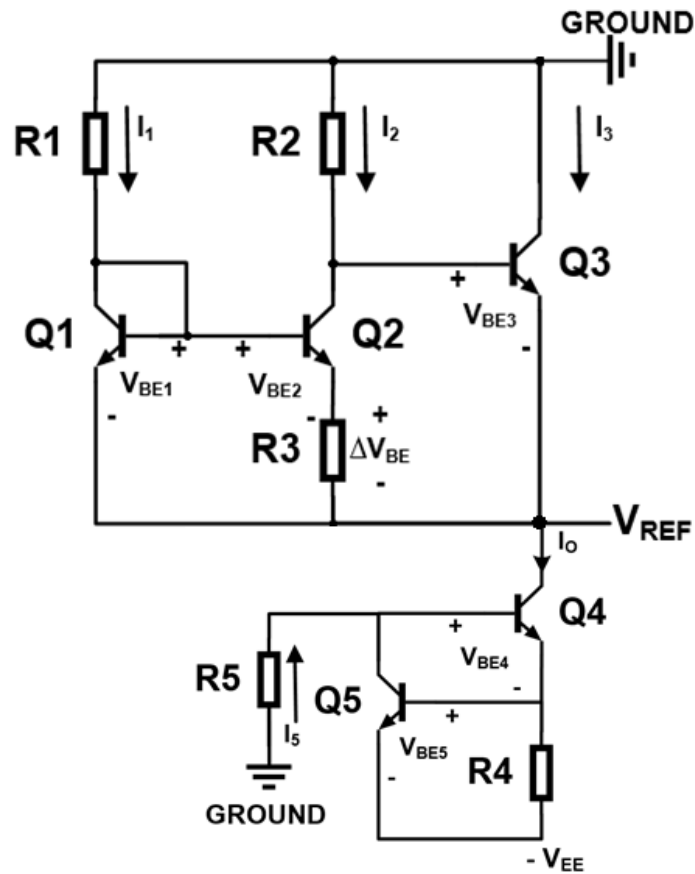 GROUND
R1
I1
R2
I2
I3
Q1
Q2
Q3
+
+
+
VBE1
VBE2
VBE3
-
-
-
R3
+
ΔVBE
-
VREF
IO
Q4
+
VBE4
-
R5
I5
Q5
+
VBE5
-
R4
GROUND
- VEE